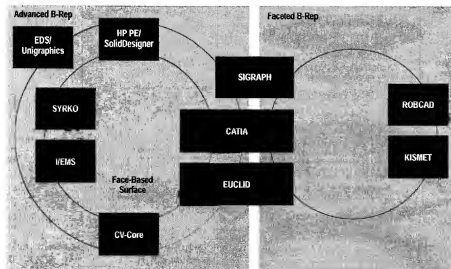 Advanced B-Rep
Faceted B-Rep
EDS/
Unigraphics
HP PE/
SolidDesigner
SIGRAPH
SYRKO
ROBCAD
CATIA
I/EMS
KISMET
Face-Based
Surface
EUCLID
CV-Core